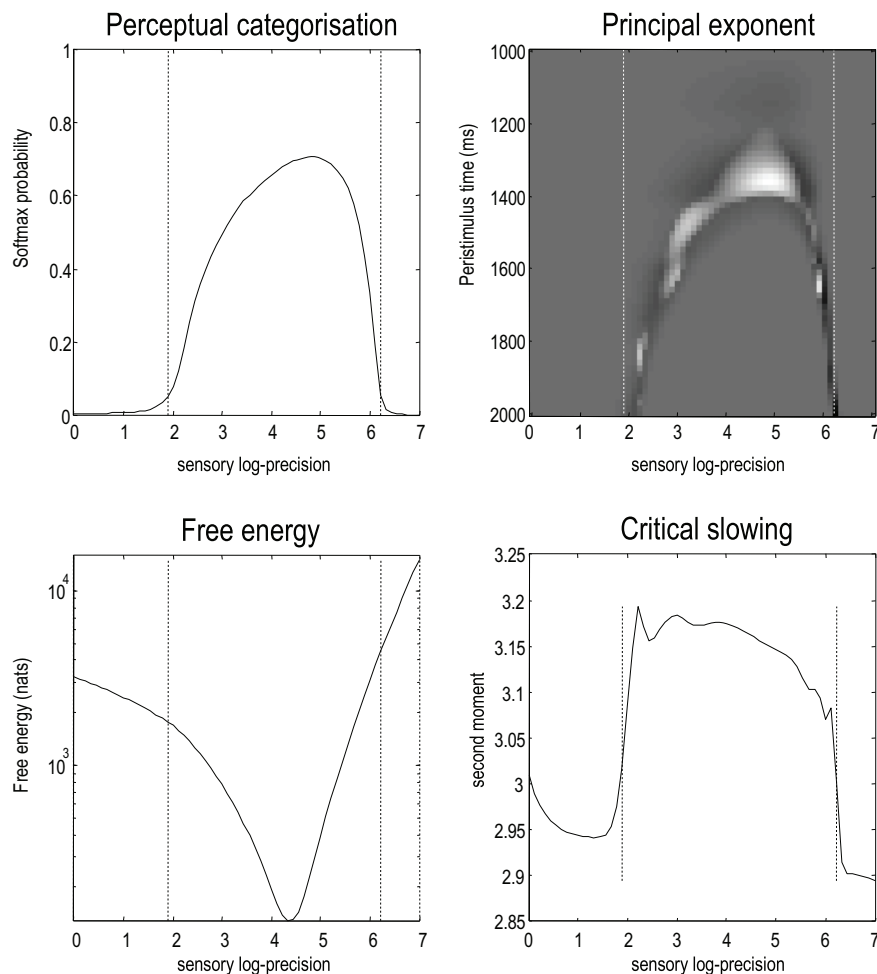 Perceptual categorisation
Softmax probability
1
0.8
0.6
0.4
0.2
0
0 1 2 3 4 5 6 7
sensory log-precision
Principal exponent
Peristimulus time (ms)
1000
1200
1400
1600
1800
2000
0 1 2 3 4 5 6 7
sensory log-precision
Free energy
Free energy (nats)
10^4
10^3
0 1 2 3 4 5 6 7
sensory log-precision
Critical slowing
second moment
3.25
3.2
3.15
3.1
3.05
3
2.95
2.9
2.85
0 1 2 3 4 5 6 7
sensory log-precision